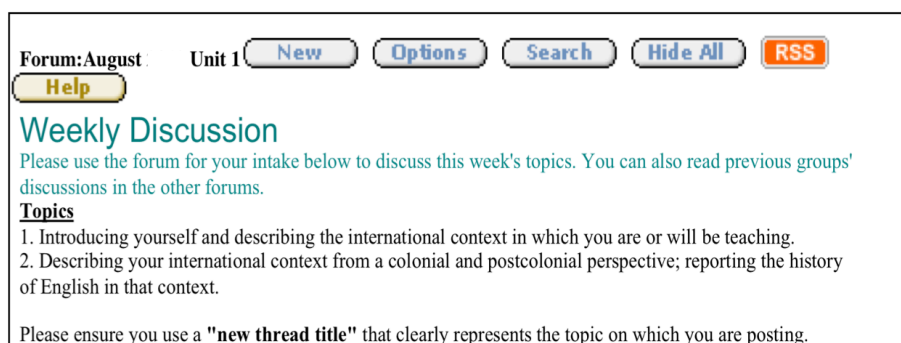 Forum:August Unit 1 New Options Search Hide All RSS
Help
Weekly Discussion
Please use the forum for your intake below to discuss this week's topics. You can also read previous groups'
discussions in the other forums.
Topics
1. Introducing yourself and describing the international context in which you are or will be teaching.
2. Describing your international context from a colonial and postcolonial perspective; reporting the history
of English in that context.
Please ensure you use a "new thread title" that clearly represents the topic on which you are posting.